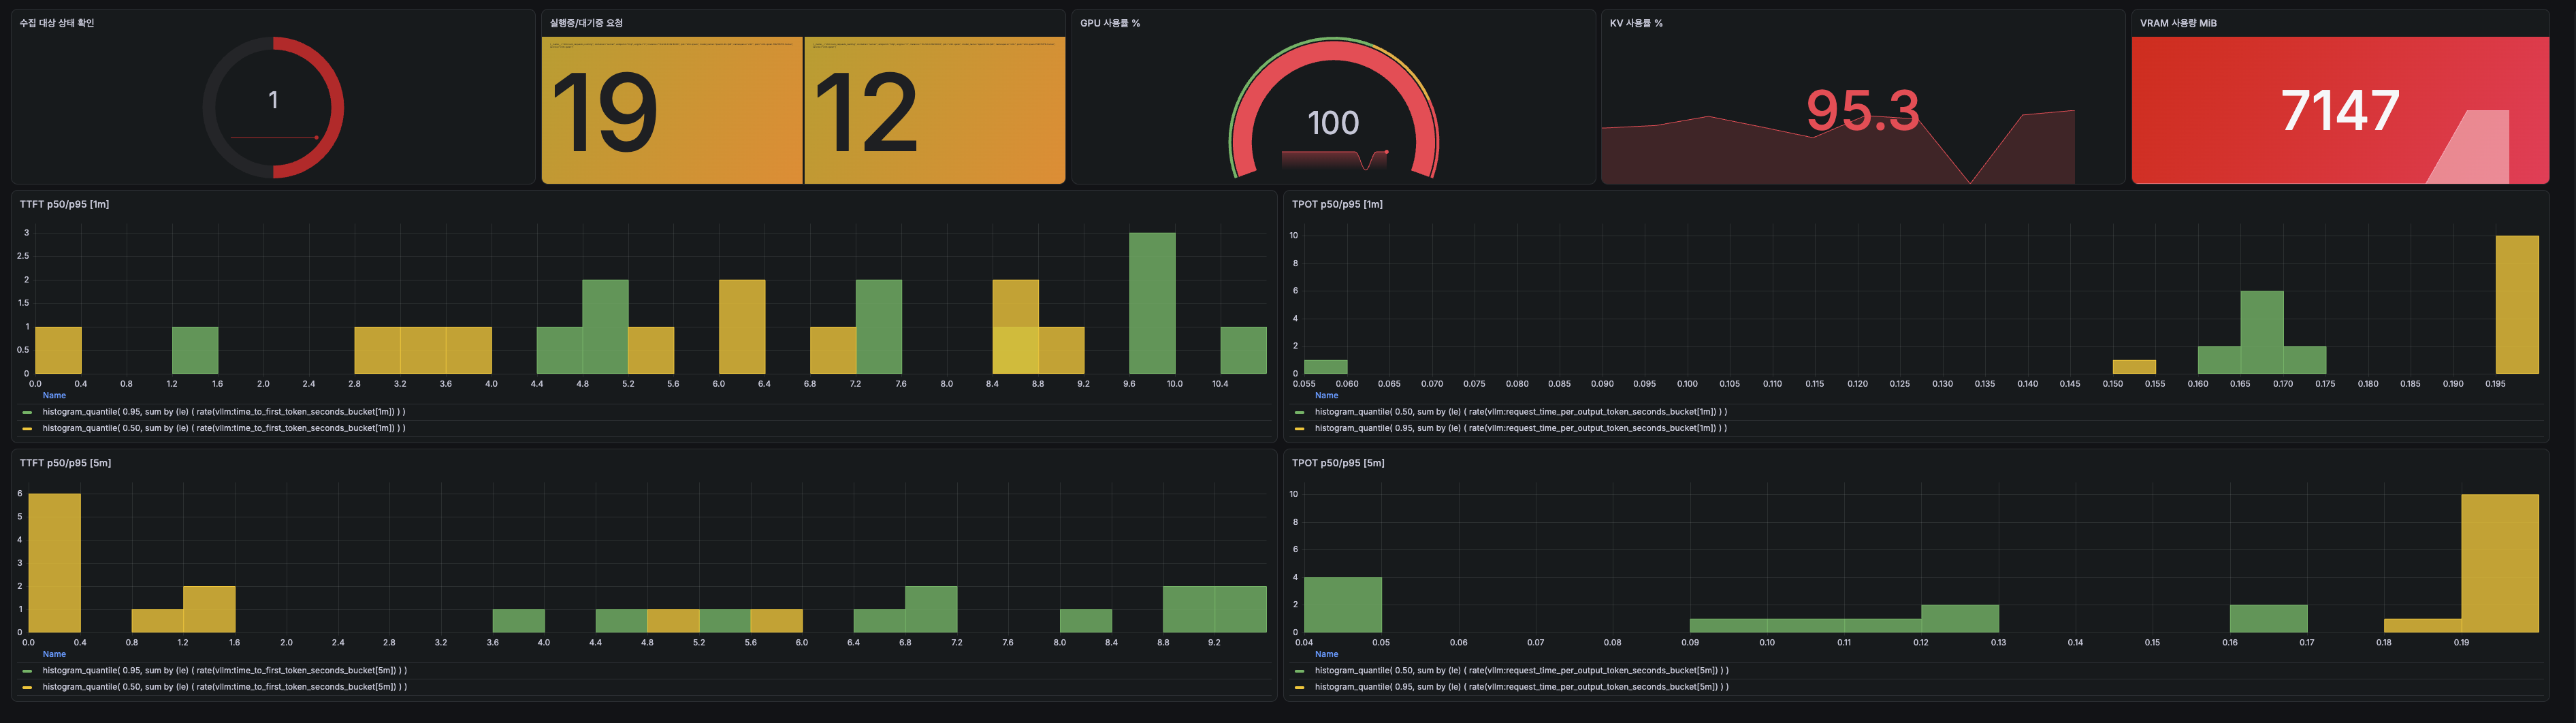 수집 대상 상태 확인
1
실행중/대기중 요청
19
12
GPU 사용률 %
100
KV 사용률 %
95.3
VRAM 사용량 MiB
7147
TTFT p50/p95 [1m]
3
2.5
2
1.5
1
0.5
0
0.0 0.4 0.8 1.2 1.6 2.0 2.4 2.8 3.2 3.6 4.0 4.4 4.8 5.2 5.6 6.0 6.4 6.8 7.2 7.6 8.0 8.4 8.8 9.2 9.6 10.0 10.4
Name
histogram_quantile( 0.95, sum by (le) ( rate(vllm:time_to_first_token_seconds_bucket[1m]) ) )
histogram_quantile( 0.50, sum by (le) ( rate(vllm:time_to_first_token_seconds_bucket[1m]) ) )
TPOT p50/p95 [1m]
10
8
6
4
2
0
0.055 0.060 0.065 0.070 0.075 0.080 0.085 0.090 0.095 0.100 0.105 0.110 0.115 0.120 0.125 0.130 0.135 0.140 0.145 0.150 0.155 0.160 0.165 0.170 0.175 0.180 0.185 0.190 0.195
Name
histogram_quantile( 0.50, sum by (le) ( rate(vllm:request_time_per_output_token_seconds_bucket[1m]) ) )
histogram_quantile( 0.95, sum by (le) ( rate(vllm:request_time_per_output_token_seconds_bucket[1m]) ) )
TTFT p50/p95 [5m]
6
5
4
3
2
1
0
0.0 0.4 0.8 1.2 1.6 2.0 2.4 2.8 3.2 3.6 4.0 4.4 4.8 5.2 5.6 6.0 6.4 6.8 7.2 7.6 8.0 8.4 8.8 9.2
Name
histogram_quantile( 0.95, sum by (le) ( rate(vllm:time_to_first_token_seconds_bucket[5m]) ) )
histogram_quantile( 0.50, sum by (le) ( rate(vllm:time_to_first_token_seconds_bucket[5m]) ) )
TPOT p50/p95 [5m]
10
8
6
4
2
0
0.04 0.05 0.06 0.07 0.08 0.09 0.10 0.11 0.12 0.13 0.14 0.15 0.16 0.17 0.18 0.19
Name
histogram_quantile( 0.50, sum by (le) ( rate(vllm:request_time_per_output_token_seconds_bucket[5m]) ) )
histogram_quantile( 0.95, sum by (le) ( rate(vllm:request_time_per_output_token_seconds_bucket[5m]) ) )